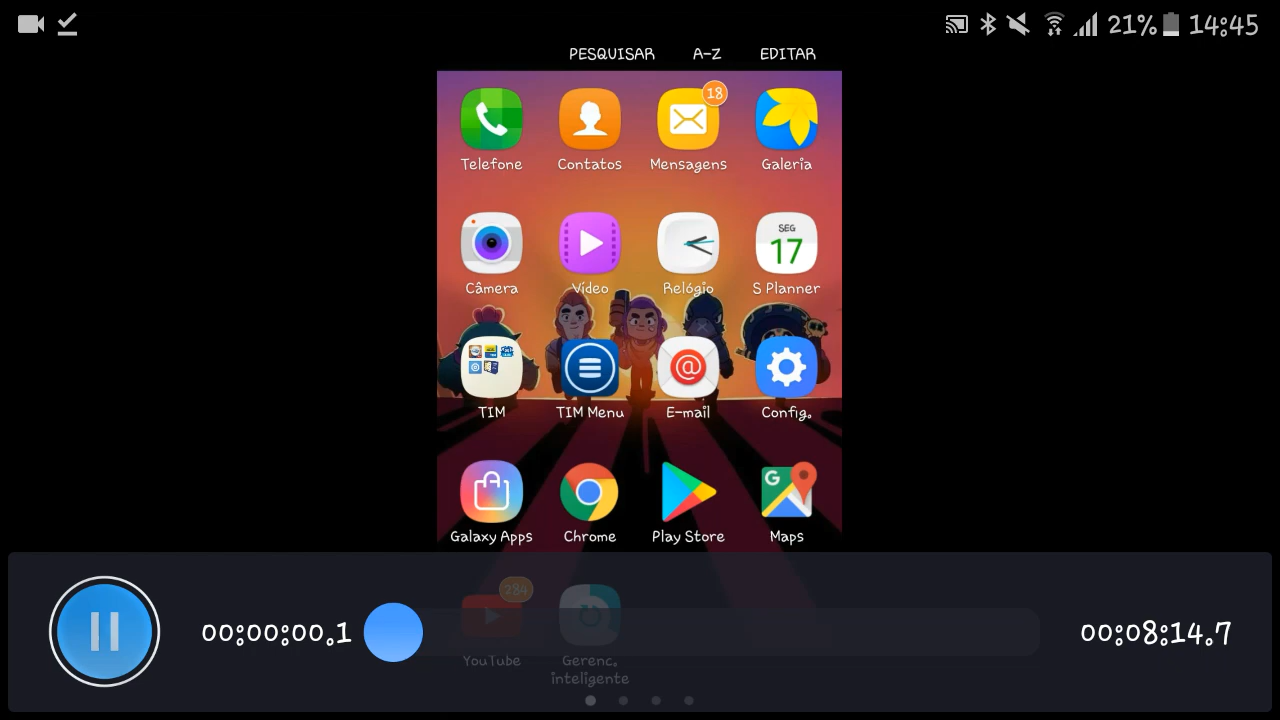 21% 14:45
PESQUISAR A-Z EDITAR
18
Telefone Contatos Mensagens Galeria
SEG
17
Câmera Vídeo Relógio S Planner
@
TIM TIM Menu E-mail Config.
G
Galaxy Apps Chrome Play Store Maps
284
00:00:00.1 00:08:14.7
YouTube Gerenc.
inteligente